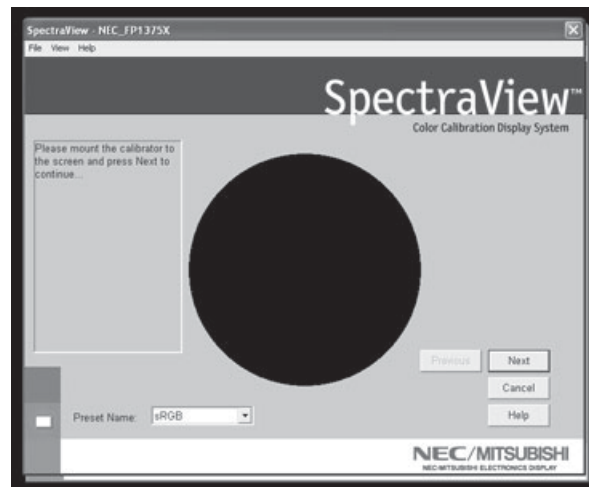 SpectraView - NEC_FP1375X
File View Help
SpectraView™
Color Calibration Display System
Please mount the calibrator to
the screen and press Next to
continue...
Previous Next
Cancel
Preset Name: sRGB Help
NEC/MITSUBISHI
NEC-MITSUBISHI ELECTRONICS DISPLAY